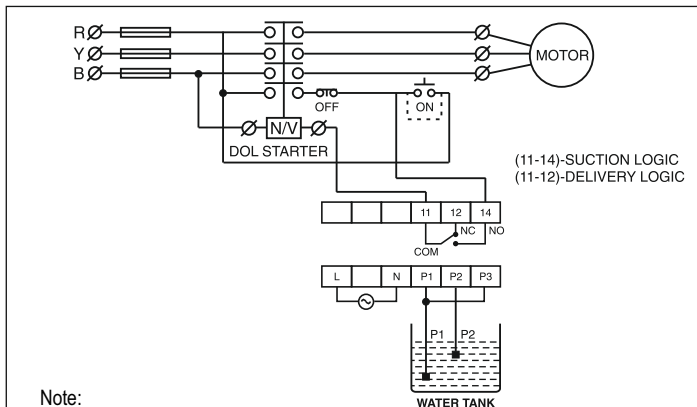 R
Y
B
MOTOR
OFF
ON
N/V
DOL STARTER
(11-14)-SUCTION LOGIC
(11-12)-DELIVERY LOGIC
11 12 14
NC NO
COM
L N P1 P2 P3
P1 P2
WATER TANK
Note: